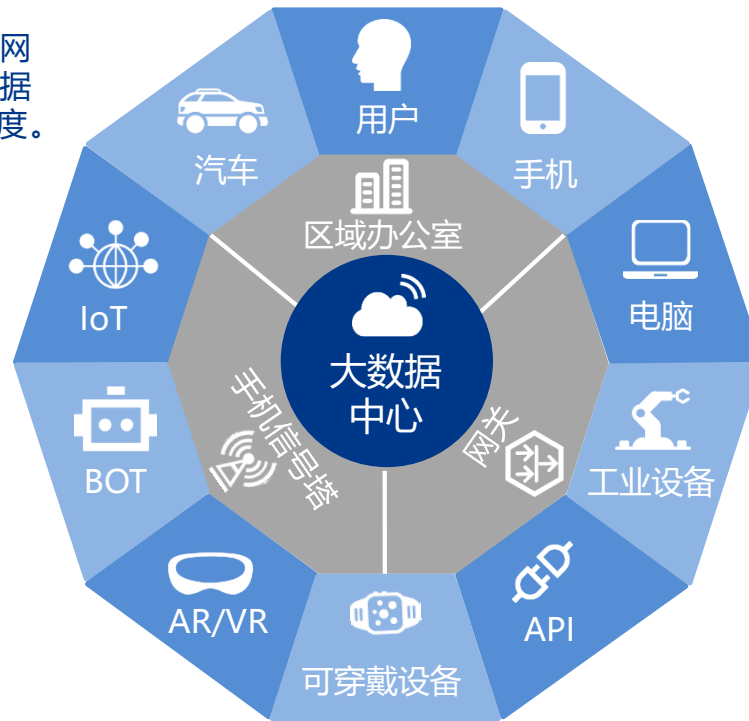 网
据
度。
用户
汽车
手机
区域办公室
IoT
电脑
大数据
中心
手机信号塔
网关
BOT
工业设备
AR/VR
API
可穿戴设备